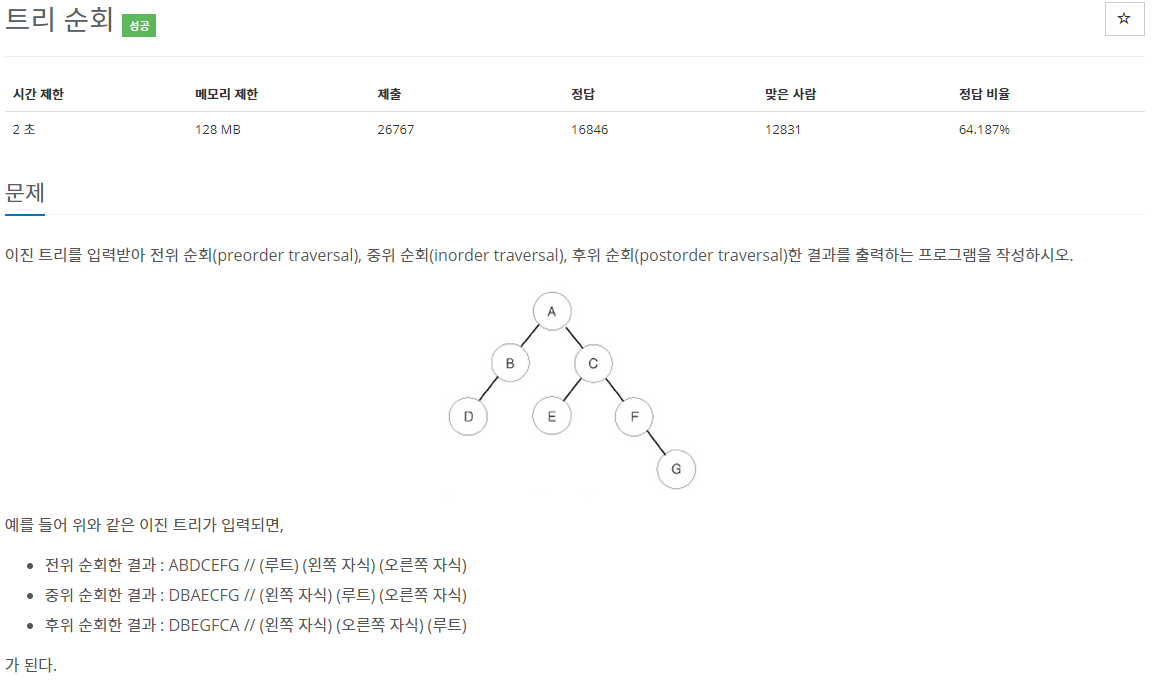 트리 순회 성공
☆
시간 제한 메모리 제한 제출 정답 맞은 사람 정답 비율
2 초 128 MB 26767 16846 12831 64.187%
문제
이진 트리를 입력받아 전위 순회(preorder traversal), 중위 순회(inorder traversal), 후위 순회(postorder traversal)한 결과를 출력하는 프로그램을 작성하시오.
A
B C
D E F
G
예를 들어 위와 같은 이진 트리가 입력되면,
• 전위 순회한 결과 : ABDCEFG // (루트) (왼쪽 자식) (오른쪽 자식)
• 중위 순회한 결과 : DBAECFG // (왼쪽 자식) (루트) (오른쪽 자식)
• 후위 순회한 결과 : DBEGFCA // (왼쪽 자식) (오른쪽 자식) (루트)
가 된다.